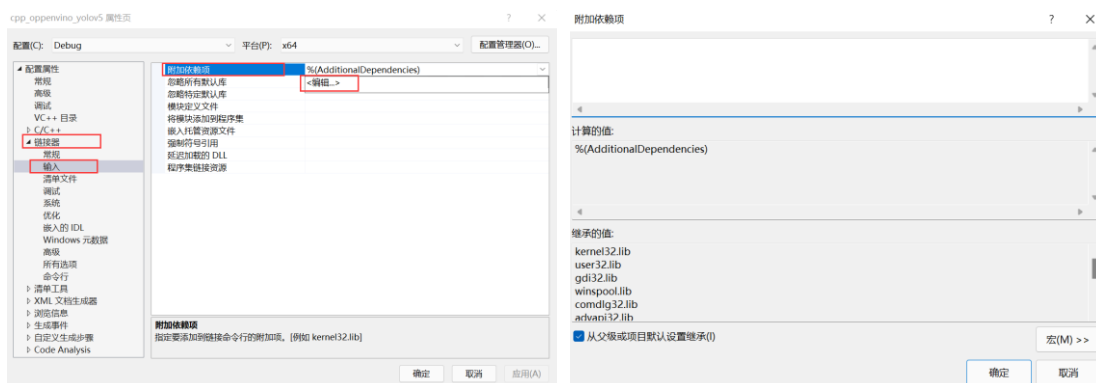 cpp_oppenvino_yolov5 属性页
? ×
配置(C): Debug 平台(P): x64 配置管理器(O)...
配置属性
常规
高级
调试
VC++ 目录
C/C++
链接器
常规
输入
清单文件
调试
系统
优化
嵌入的 IDL
Windows 元数据
高级
所有选项
命令行
清单工具
XML 文档生成器
浏览信息
生成事件
自定义生成步骤
Code Analysis
附加依赖项 %(AdditionalDependencies)
忽略所有默认库 <编辑...>
忽略特定默认库
模块定义文件
将模块添加到程序集
嵌入托管资源文件
强制符号引用
延迟加载的 DLL
程序集链接资源
附加依赖项
指定要添加到链接命令行的附加项。[例如 kernel32.lib]
确定 取消 应用(A)
附加依赖项
? ×
计算的值:
%(AdditionalDependencies)
继承的值:
kernel32.lib
user32.lib
gdi32.lib
winspool.lib
comdlg32.lib
advapi32.lib
从父级或项目默认设置继承(I)
宏(M) >>
确定 取消